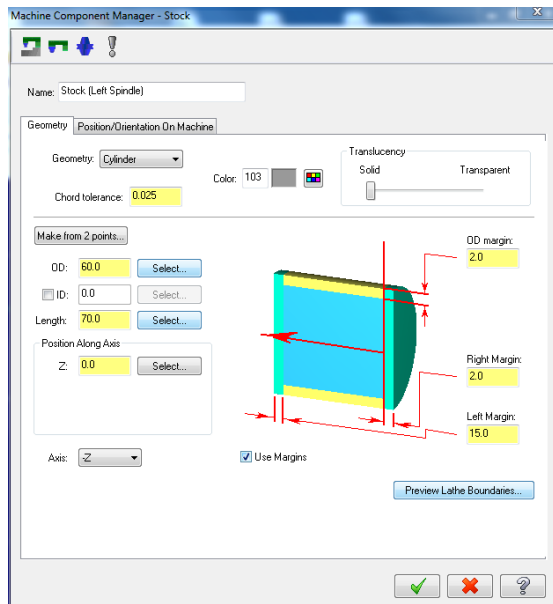 Machine Component Manager - Stock
Name: Stock (Left Spindle)
Geometry Position/Orientation On Machine
Geometry: Cylinder
Chord tolerance: 0.025
Color: 103
Translucency
Solid Transparent
Make from 2 points...
OD: 60.0 Select...
ID: 0.0 Select...
Length: 70.0 Select...
Position Along Axis
Z: 0.0 Select...
Axis: -Z
OD margin:
2.0
Right Margin:
2.0
Left Margin:
15.0
Use Margins
Preview Lathe Boundaries...